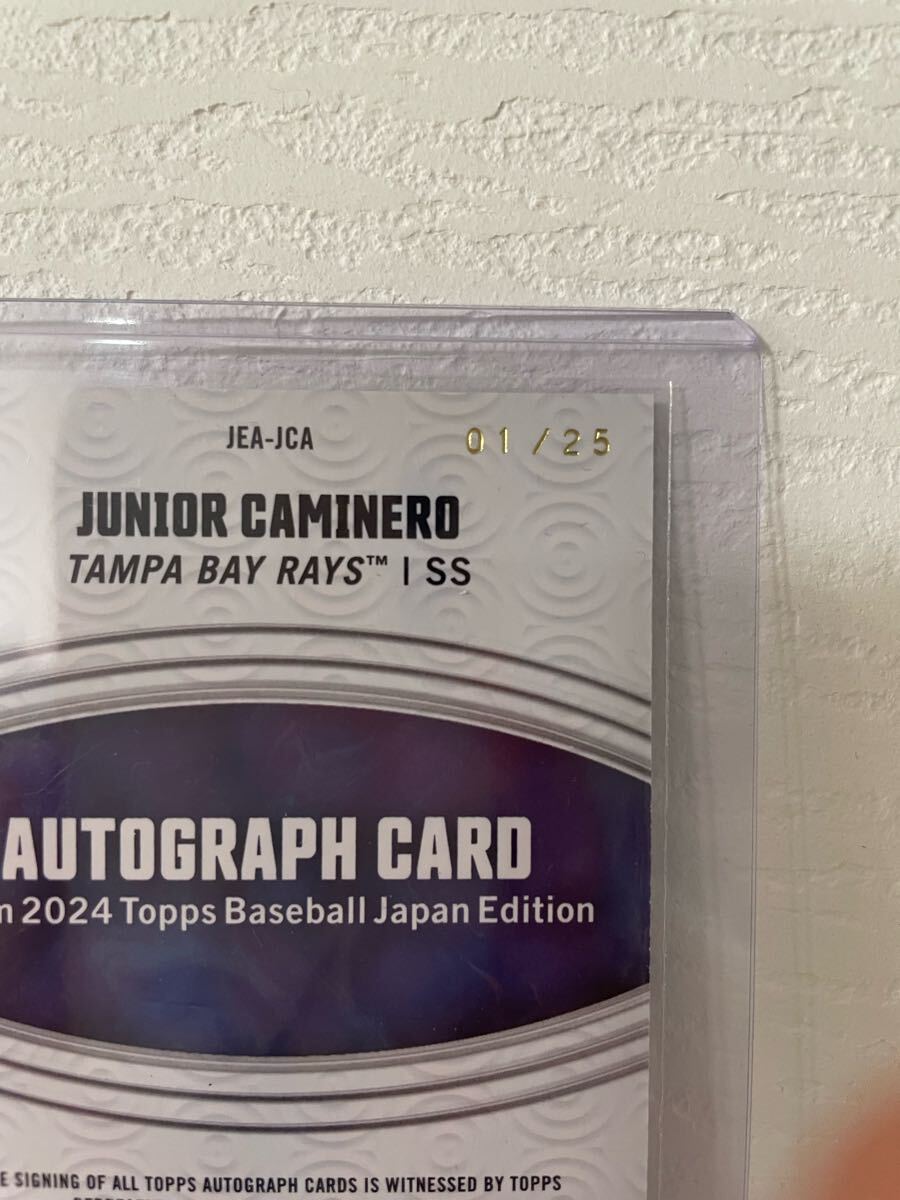 JEA-JCA 01/25
JUNIOR CAMINERO
TAMPA BAY RAYS™ | SS
AUTOGRAPH CARD
2024 Topps Baseball Japan Edition
SIGNING OF ALL TOPPS AUTOGRAPH CARDS IS WITNESSED BY TOPPS